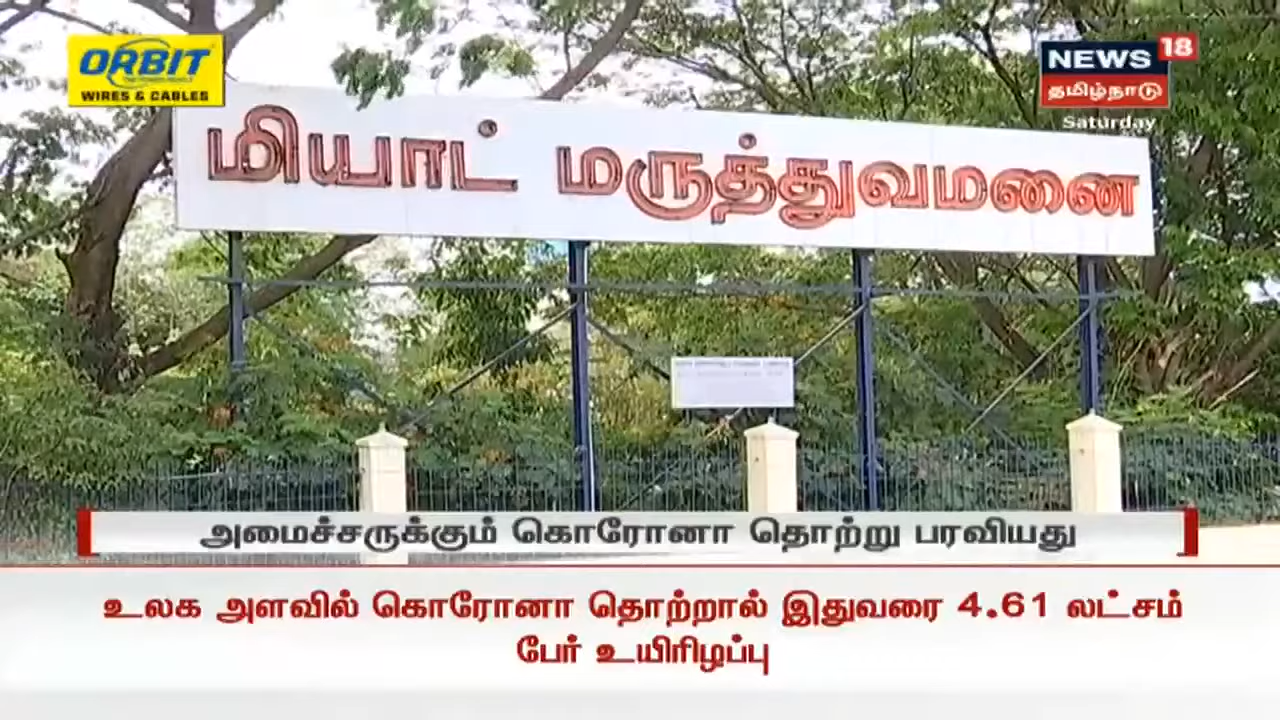 ORBIT
WIRES & CABLES
NEWS 18
தமிழ்நாடு
Saturday
மியாட் மருத்துவமனை
அமைச்சருக்கும் கொரோனா தொற்று பரவியது
உலக அளவில் கொரோனா தொற்றால் இதுவரை 4.61 லட்சம்
பேர் உயிரிழப்பு